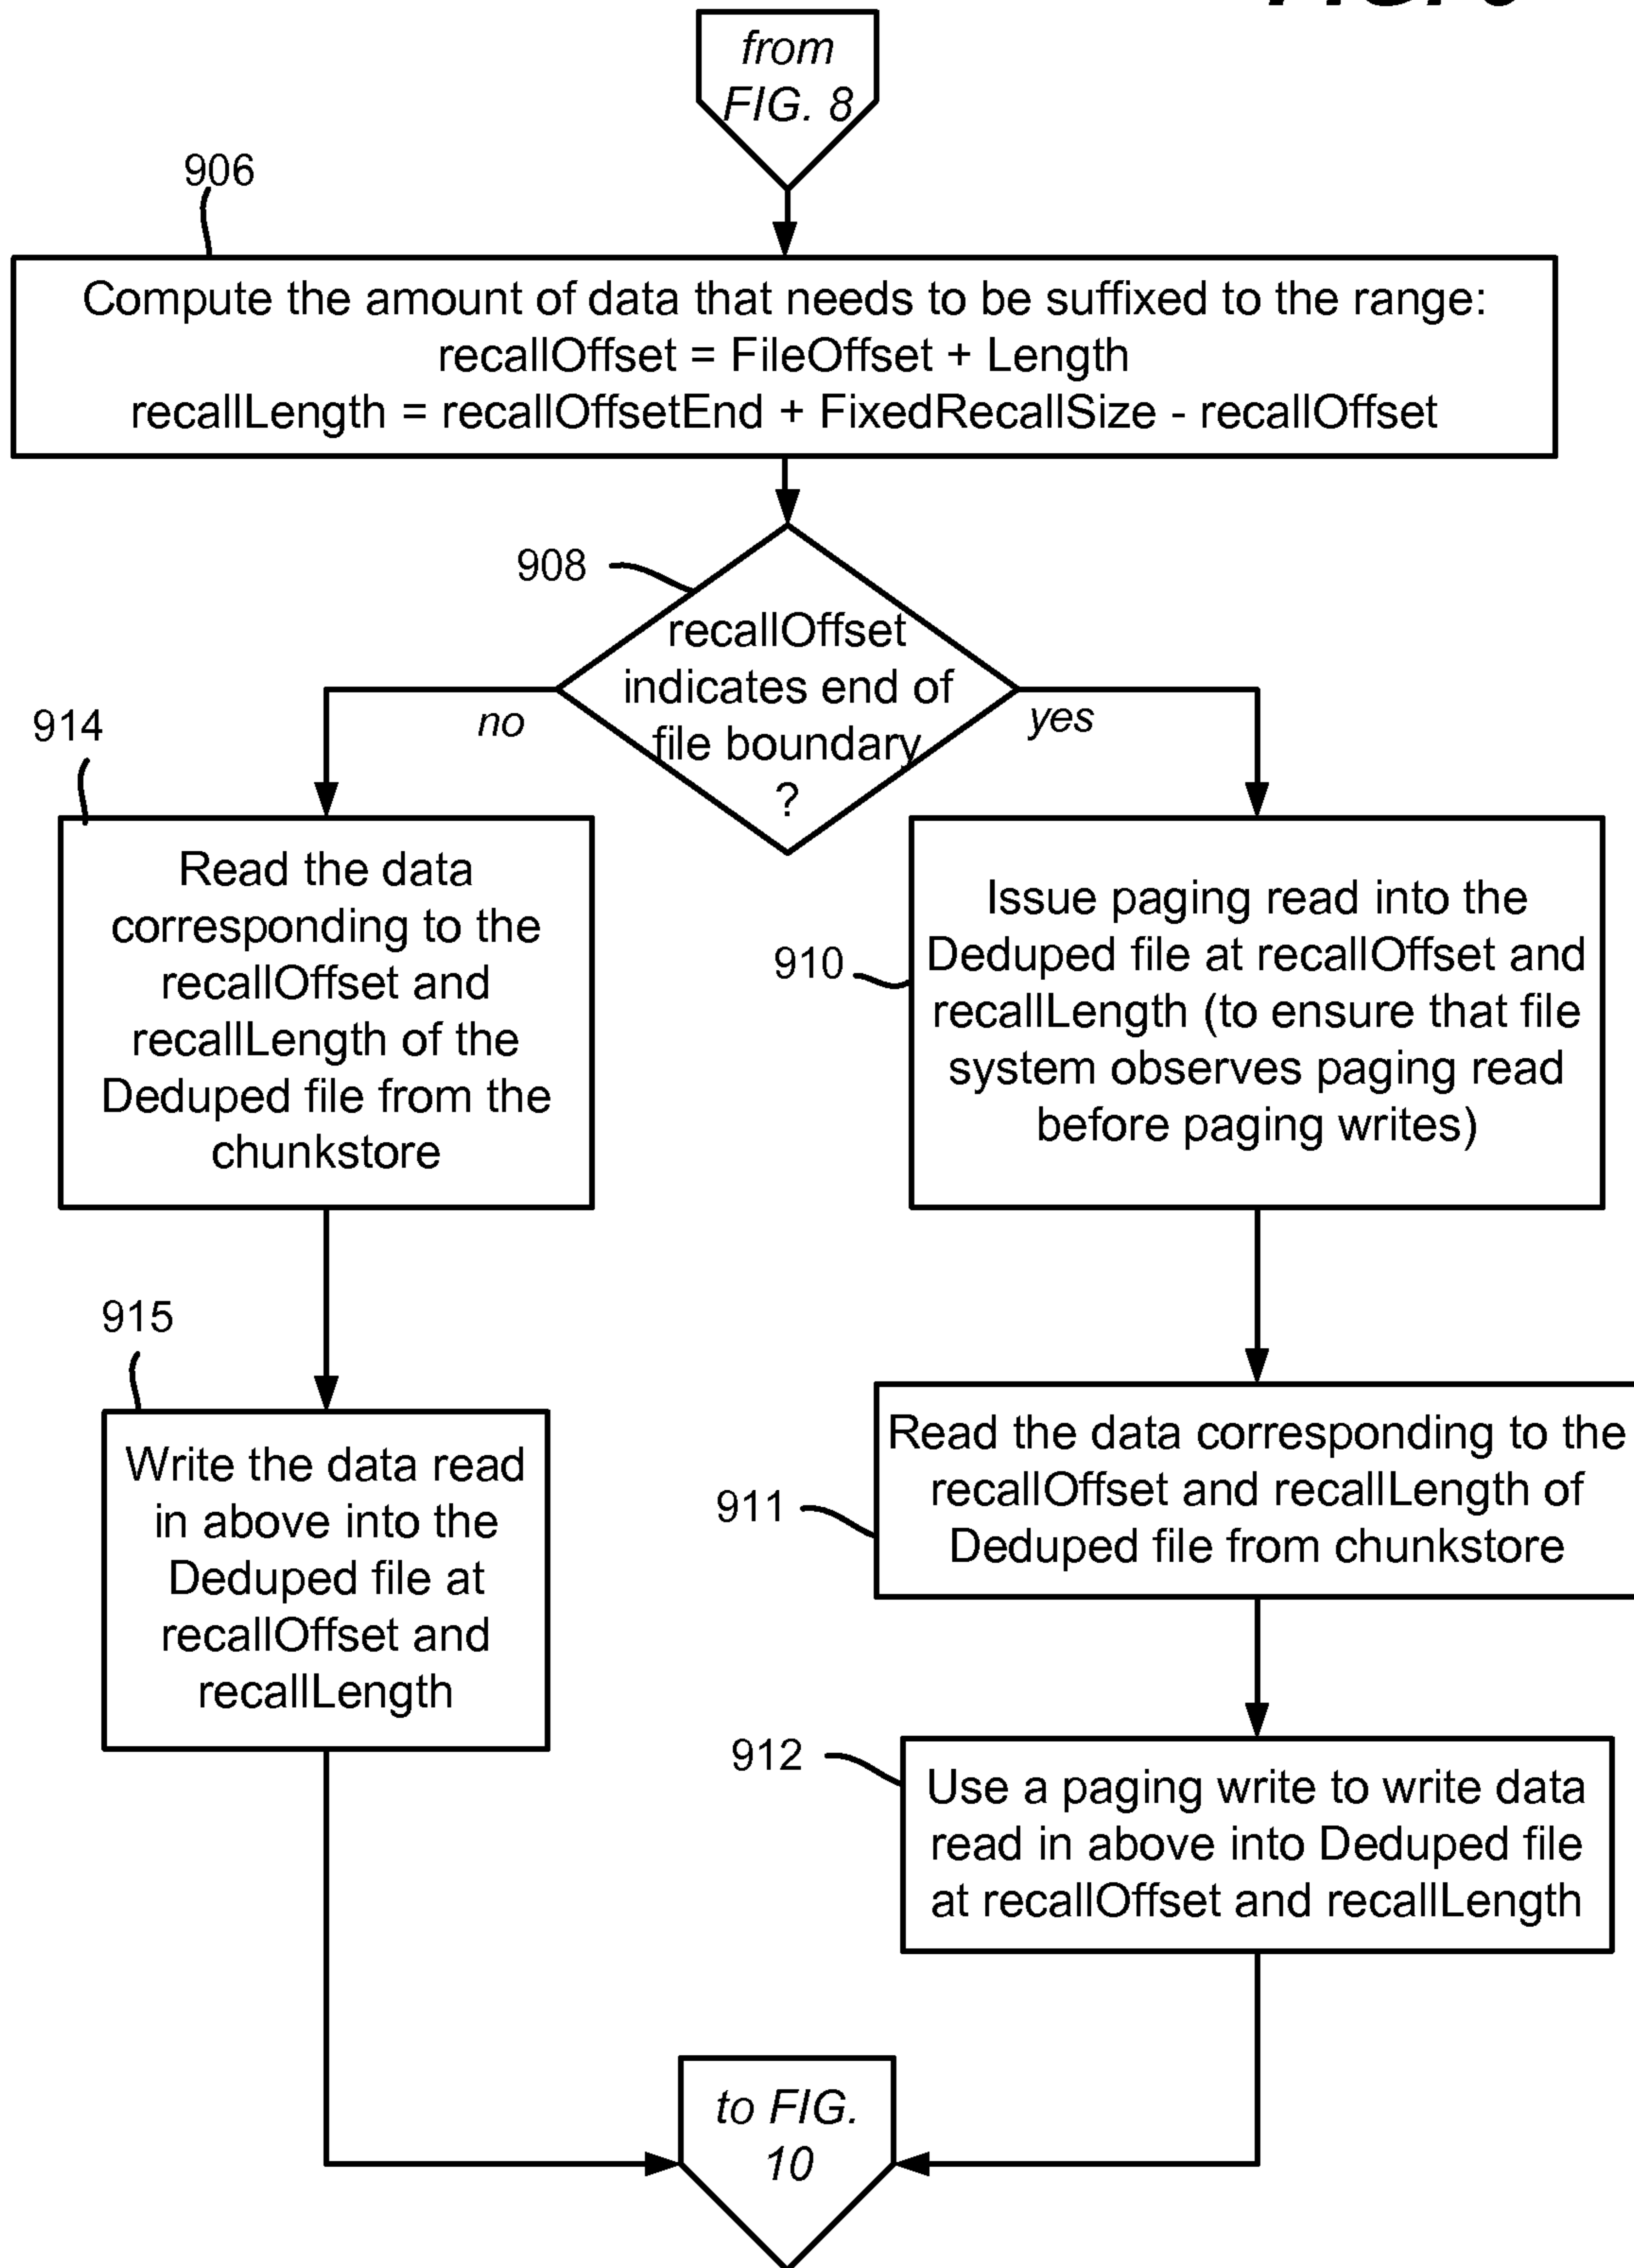 from
FIG. 8
906
Compute the amount of data that needs to be suffixed to the range:
recallOffset = FileOffset + Length
recallLength = recallOffsetEnd + FixedRecallSize - recallOffset
908
recallOffset
indicates end of
file boundary
?
no
yes
914
Read the data
corresponding to the
recallOffset and
recallLength of the
Deduped file from the
chunkstore
910
Issue paging read into the
Deduped file at recallOffset and
recallLength (to ensure that file
system observes paging read
before paging writes)
915
Write the data read
in above into the
Deduped file at
recallOffset and
recallLength
911
Read the data corresponding to the
recallOffset and recallLength of
Deduped file from chunkstore
912
Use a paging write to write data
read in above into Deduped file
at recallOffset and recallLength
to FIG.
10